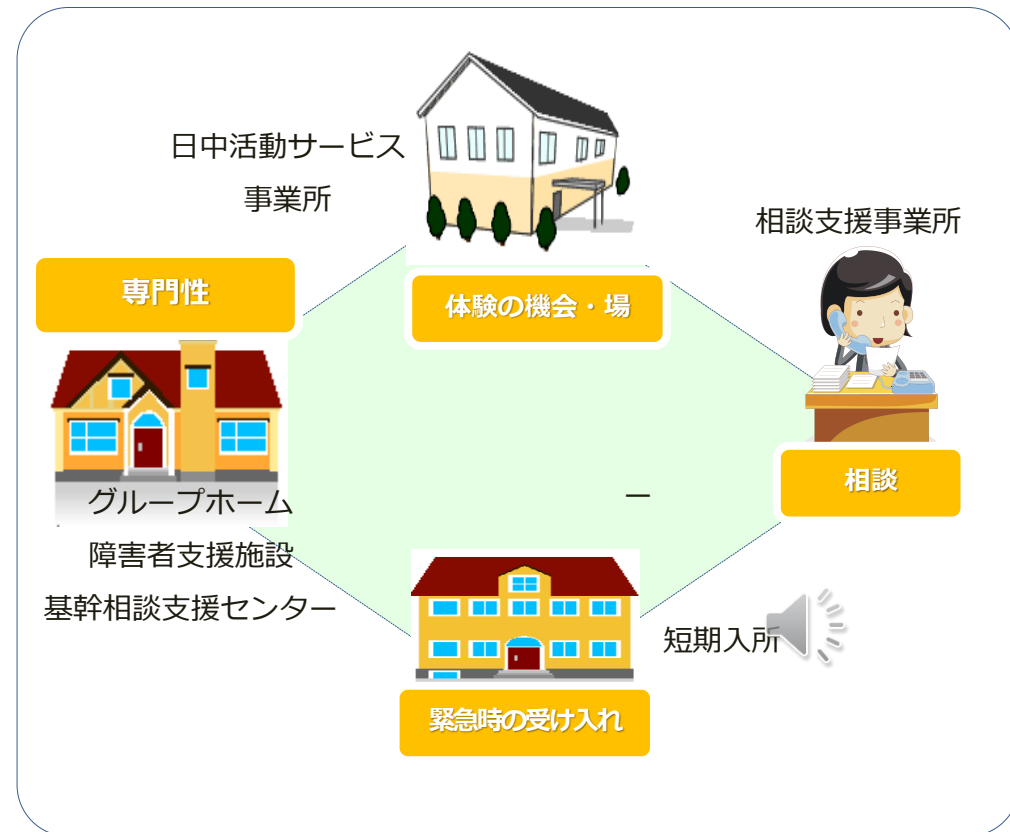 日中活動サービス
事業所
相談支援事業所
専門性
体験の機会・場
相談
グループホーム
障害者支援施設
基幹相談支援センター
ー
短期入所
緊急時の受け入れ